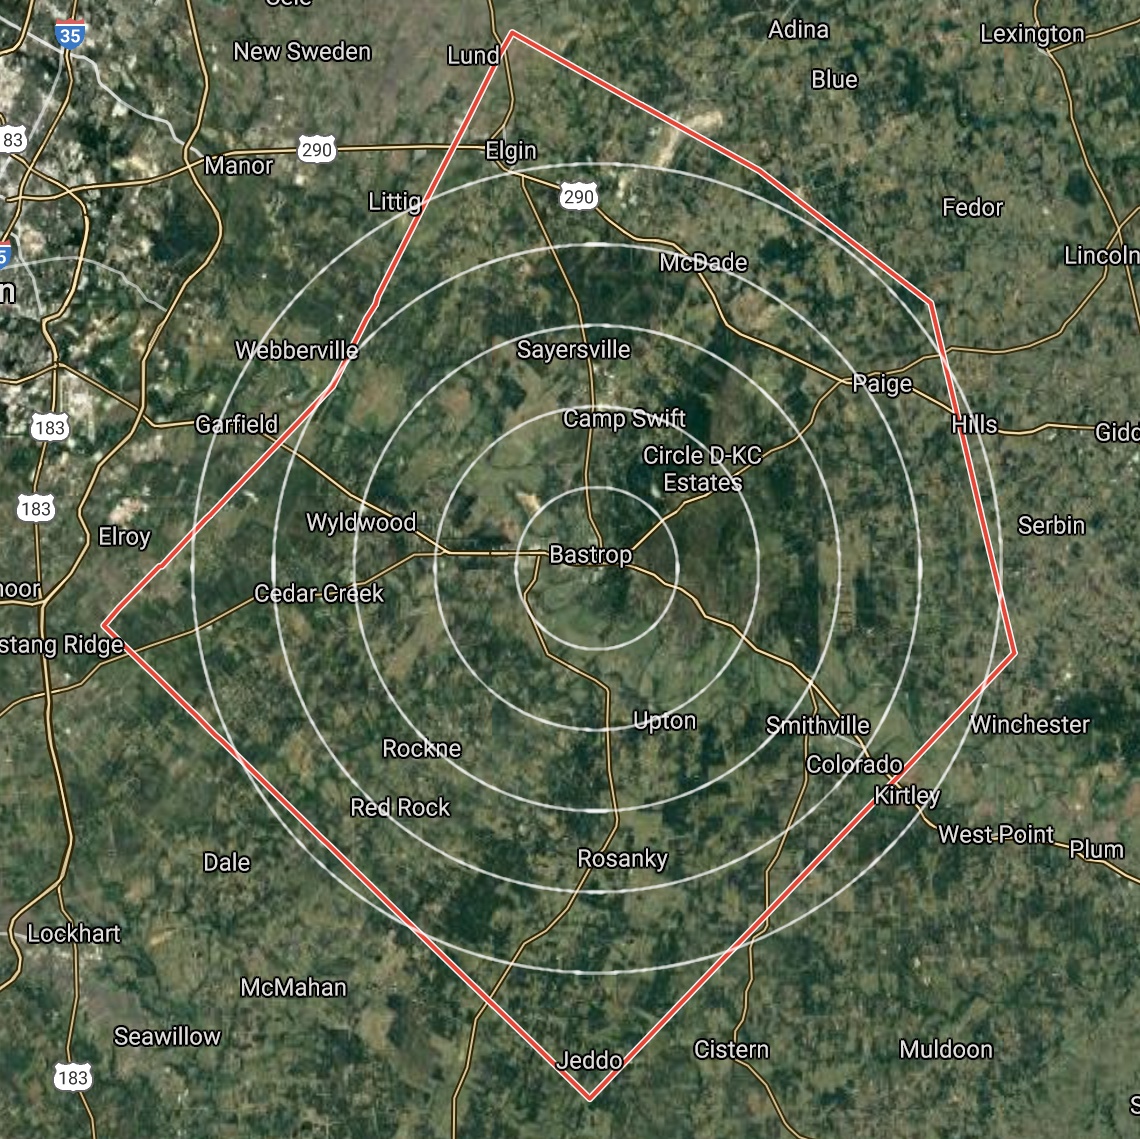 Lund
Adina
Lexington
35
New Sweden
Blue
83
290
Elgin
Manor
Littig
290
Fedor
McDade
Lincoln
n
Webberville
Sayersville
Paige
183
Garfield
Camp Swift
Hills
Gidd
Circle D-KC
Estates
183
Elroy
Wyldwood
Serbin
Bastrop
noor
Cedar Creek
stang Ridge
Upton
Smithville
Winchester
Rockne
Colorado
Kirtley
Red Rock
West Point
Plum
Dale
Rosanky
Lockhart
McMahan
Seawillow
Jeddo
Cistern
Muldoon
183